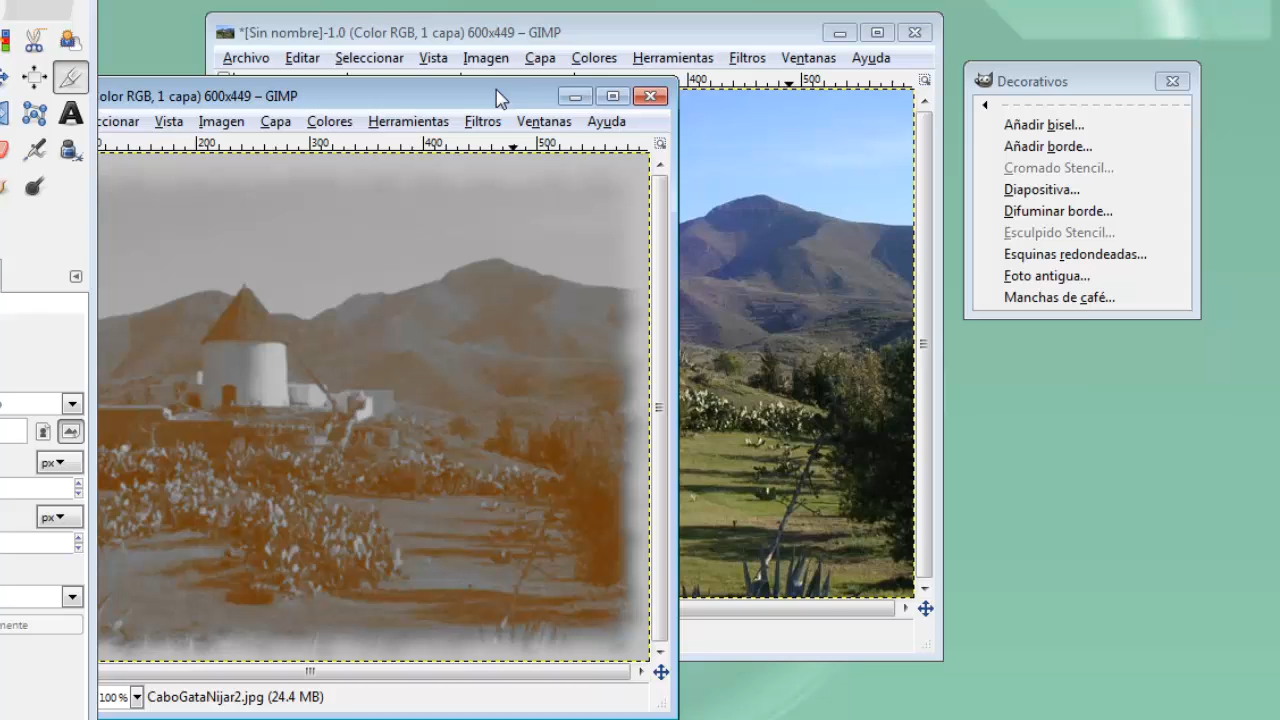 *[Sin nombre]-1.0 (Color RGB, 1 capa) 600x449 – GIMP
Archivo Editar Seleccionar Vista Imagen Capa Colores Herramientas Filtros Ventanas Ayuda
400 500
olor RGB, 1 capa) 600x449 – GIMP
ccionar Vista Imagen Capa Colores Herramientas Filtros Ventanas Ayuda
200 300 400 500
Decorativos
Añadir bisel...
Añadir borde...
Cromado Stencil...
Diapositiva...
Difuminar borde...
Esculpido Stencil...
Esquinas redondeadas...
Foto antigua...
Manchas de café...
px
px
nente
100 % CaboGataNijar2.jpg (24.4 MB)